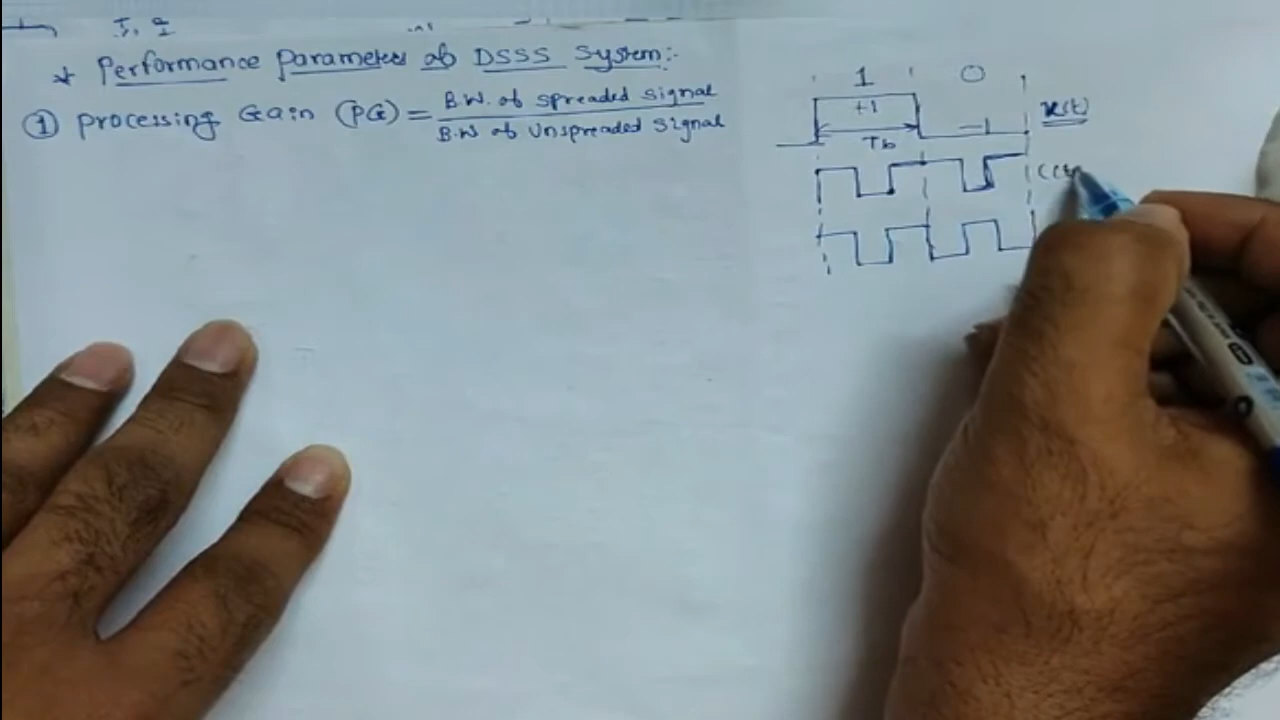 * Performance Parameters of DSSS System:-
1 0
① Processing Gain (PG) = B.W. of spreaded signal
+1 x(t)
B.W of Unspreaded signal
-1
Tb
c(t)